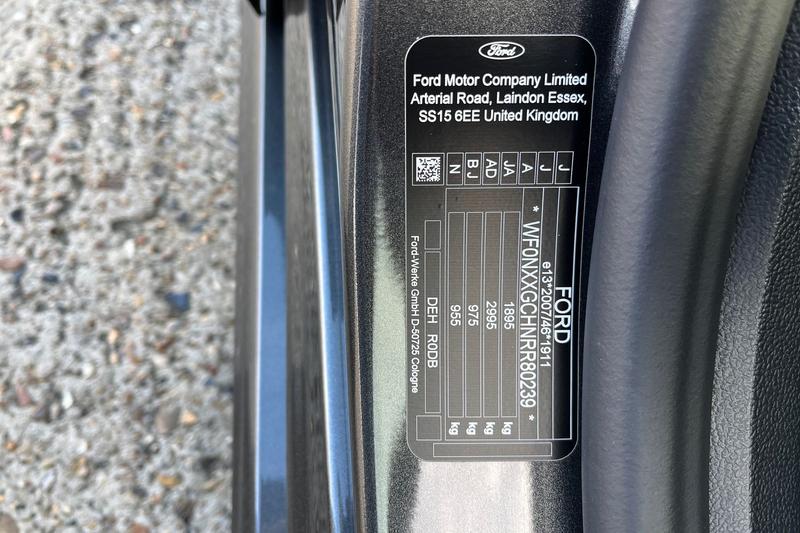 Ford
Ford Motor Company Limited
Arterial Road, Laindon Essex,
SS15 6EE United Kingdom
N BJ AD JA A J J
FORD
e13*2007/46*1911
* WF0NXXGCHNRR80239 *
1895 kg
2995 kg
975 kg
955 kg
DEH R0DB
Ford-Werke GmbH D-50725 Cologne